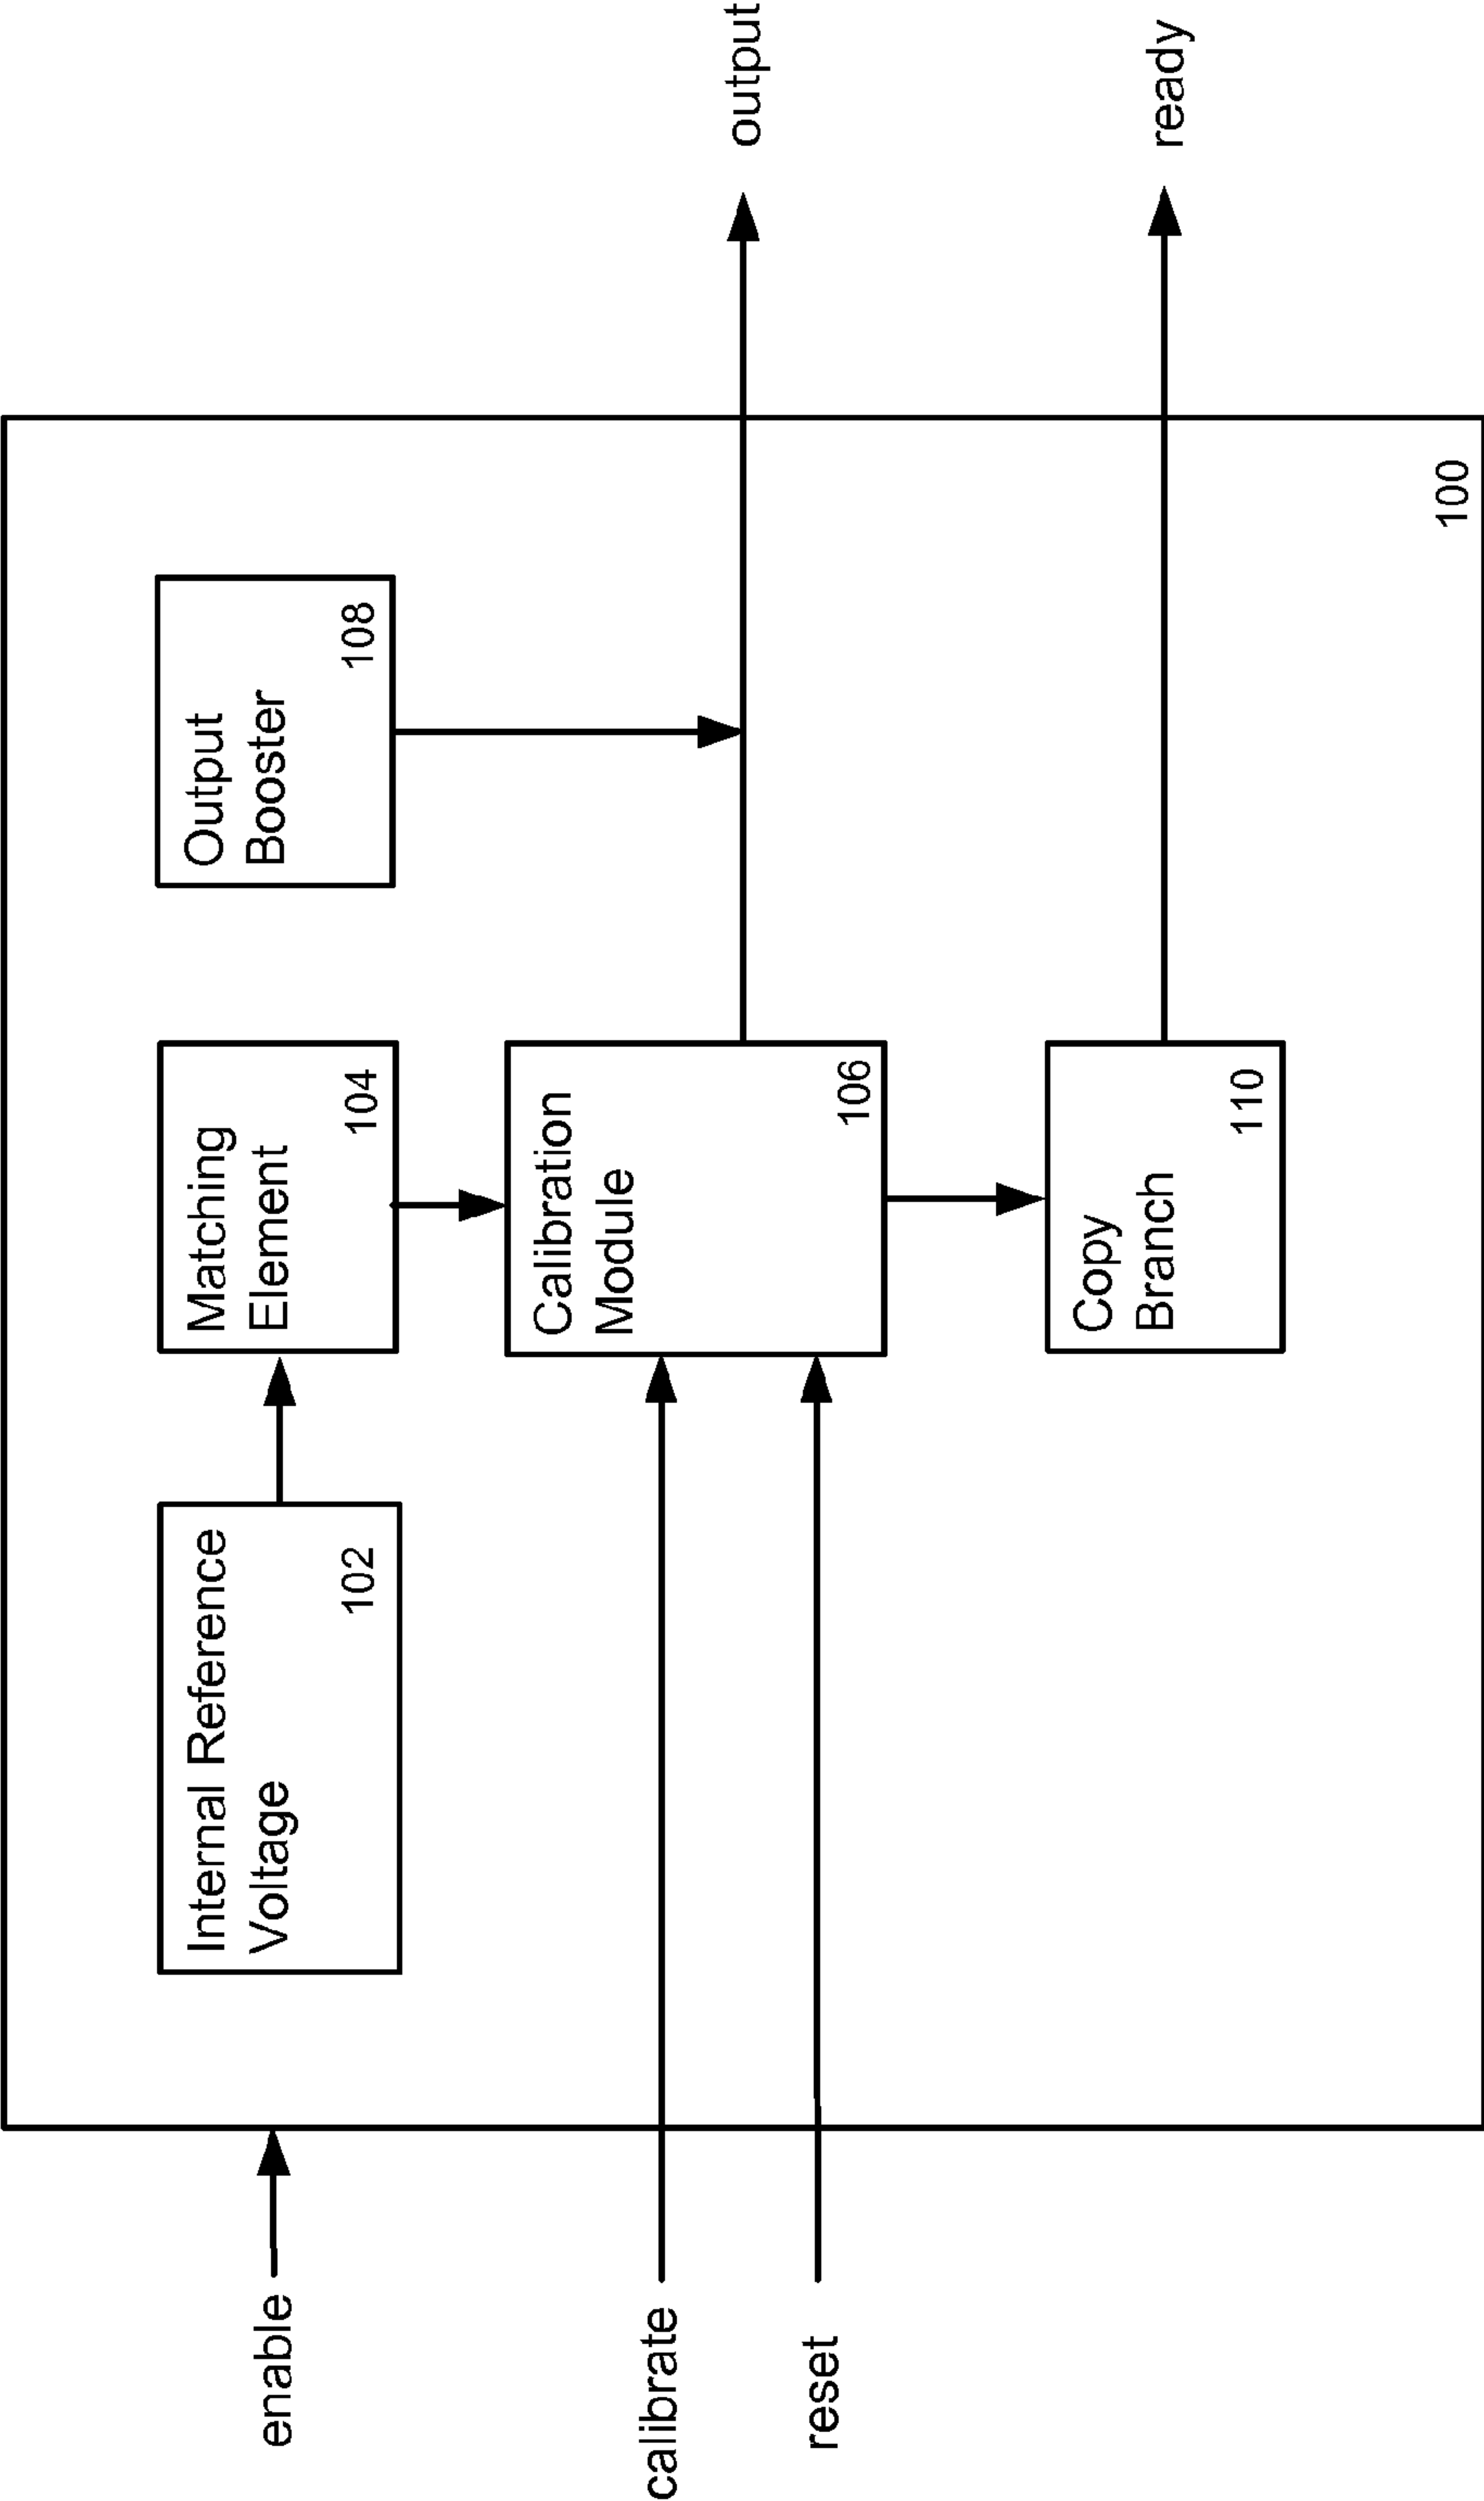 enable
Internal Reference
Voltage
102
Matching
Element
104
Output
Booster
108
calibrate
reset
Calibration
Module
106
output
Copy
Branch
110
ready
100